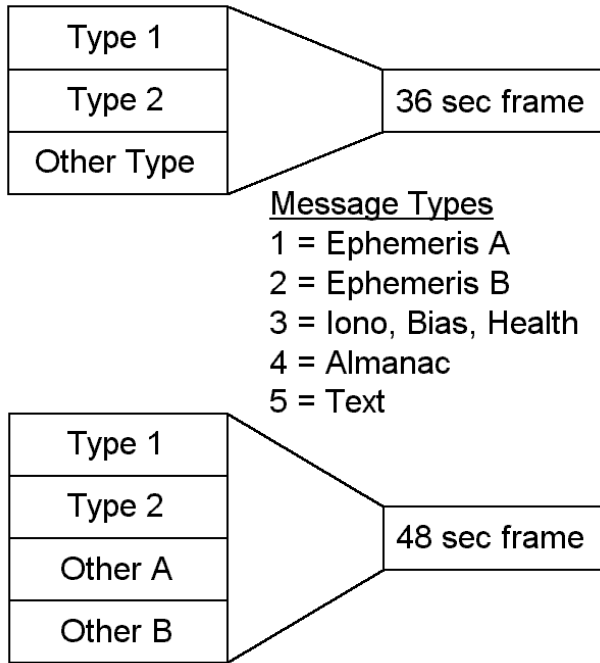 Type 1
Type 2
Other Type
36 sec frame
Message Types
1 = Ephemeris A
2 = Ephemeris B
3 = Iono, Bias, Health
4 = Almanac
5 = Text
Type 1
Type 2
Other A
Other B
48 sec frame